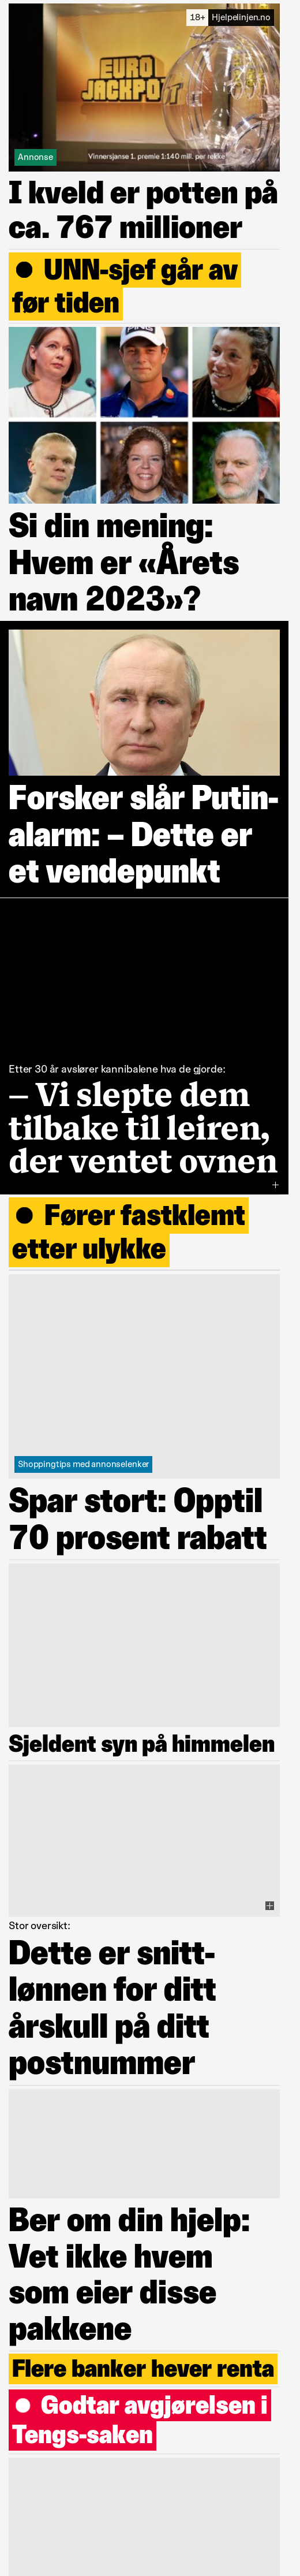 18+ Hjelpelinjen.no
EURO
JACKPOT
Annonse
Vinnersjanse 1. premie 1:140 mill. per rekke
I kveld er potten på
ca. 767 millioner
● UNN-sjef går av
før tiden
PING
Si din mening:
Hvem er «Årets
navn 2023»?
Forsker slår Putin-
alarm: – Dette er
et vendepunkt
Etter 30 år avslører kannibalene hva de gjorde:
– Vi slepte dem
tilbake til leiren,
der ventet ovnen
+
● Fører fastklemt
etter ulykke
Shoppingtips med annonselenker
Spar stort: Opptil
70 prosent rabatt
Sjeldent syn på himmelen
+
Stor oversikt:
Dette er snitt-
lønnen for ditt
årskull på ditt
postnummer
Ber om din hjelp:
Vet ikke hvem
som eier disse
pakkene
Flere banker hever renta
● Godtar avgjørelsen i
Tengs-saken